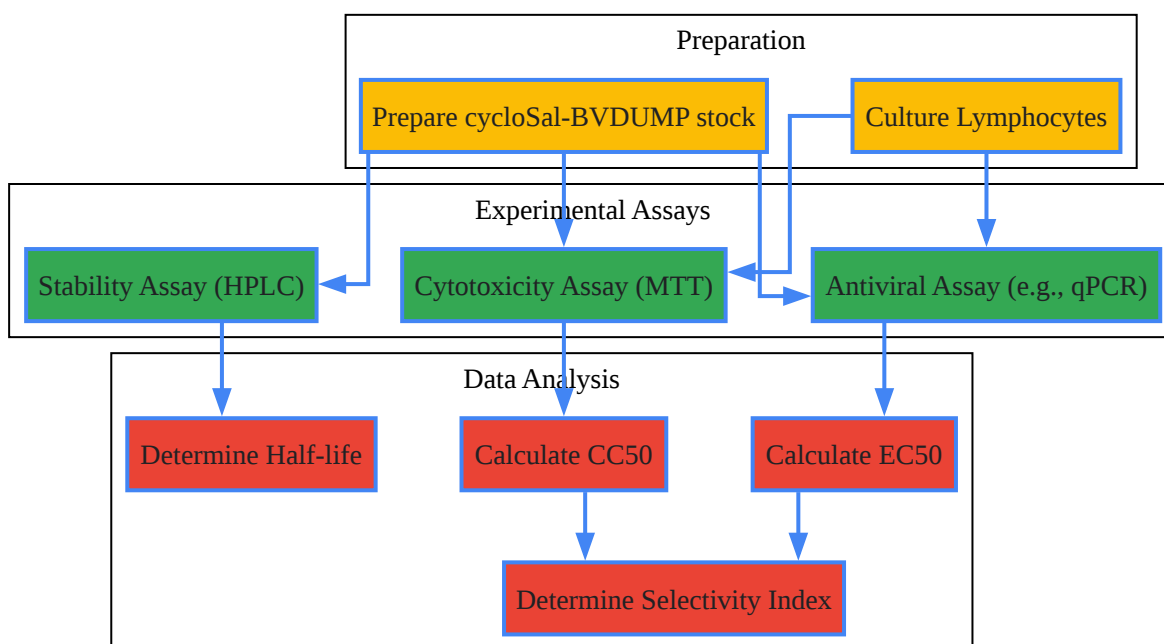 Preparation
Prepare cycloSal-BVDUMP stock
Culture Lymphocytes
Experimental Assays
Stability Assay (HPLC)
Cytotoxicity Assay (MTT)
Antiviral Assay (e.g., qPCR)
Data Analysis
Determine Half-life
Calculate CC50
Calculate EC50
Determine Selectivity Index